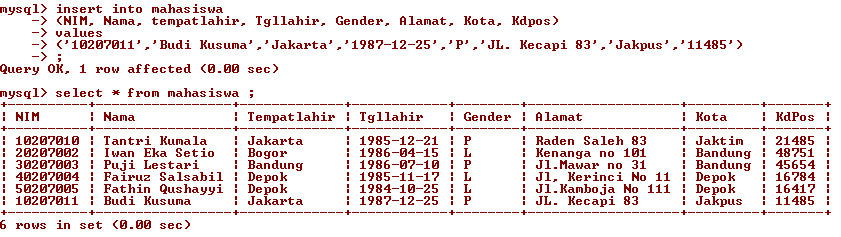 mysql> insert into mahasiswa
    -> (NIM, Nama, tempatlahir, Tgllahir, Gender, Alamat, Kota, Kdpos)
    -> values
    -> ('10207011','Budi Kusuma','Jakarta','1987-12-25','P','JL. Kecapi 83','Jakpus','11485')
    -> ;
Query OK, 1 row affected (0.00 sec)
mysql> select * from mahasiswa ;
+----------+-----------------+-------------+------------+--------+-------------------+---------+-------+
| NIM      | Nama            | Tempatlahir | Tgllahir   | Gender | Alamat            | Kota    | KdPos |
+----------+-----------------+-------------+------------+--------+-------------------+---------+-------+
| 10207010 | Tantri Kumala   | Jakarta     | 1985-12-21 | P      | Raden Saleh 83    | Jaktim  | 21485 |
| 20207002 | Iwan Eka Setio  | Bogor       | 1986-04-15 | L      | Kenanga no 101    | Bandung | 48751 |
| 30207003 | Puji Lestari    | Bandung     | 1986-07-10 | P      | Jl.Mawar no 31    | Bandung | 45654 |
| 40207004 | Fairuz Salsabil | Depok       | 1985-11-17 | L      | Jl, Kerinci No 11 | Depok   | 16784 |
| 50207005 | Fathin Qushayyi | Depok       | 1984-10-25 | L      | Jl.Kamboja No 111 | Depok   | 16417 |
| 10207011 | Budi Kusuma     | Jakarta     | 1987-12-25 | P      | JL. Kecapi 83     | Jakpus  | 11485 |
+----------+-----------------+-------------+------------+--------+-------------------+---------+-------+
6 rows in set (0.00 sec)